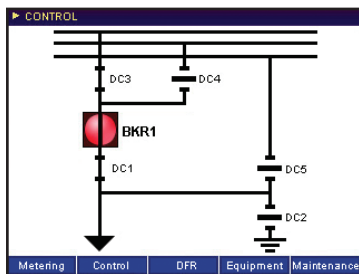 CONTROL
DC3
DC4
BKR1
DC1
DC5
DC2
Metering
Control
DFR
Equipment
Maintenance